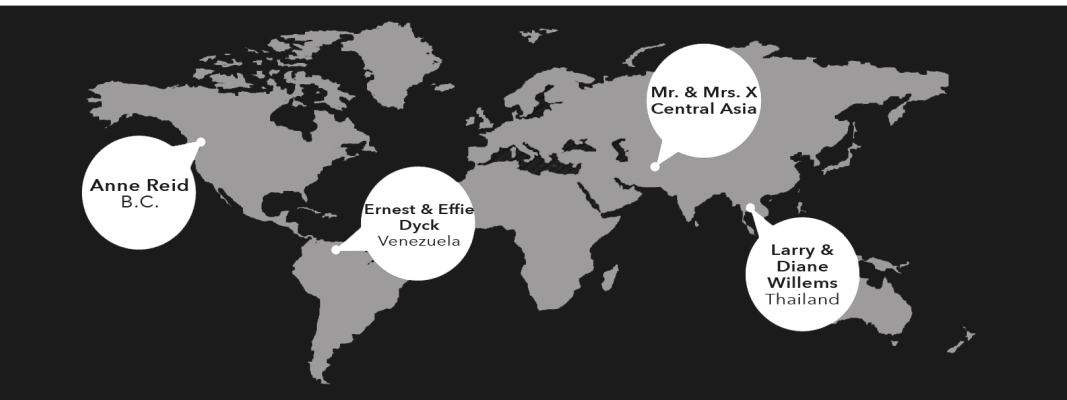 Mr. & Mrs. X
Central Asia
Anne Reid
B.C.
Ernest & Effie
Dyck
Venezuela
Larry &
Diane
Willems
Thailand